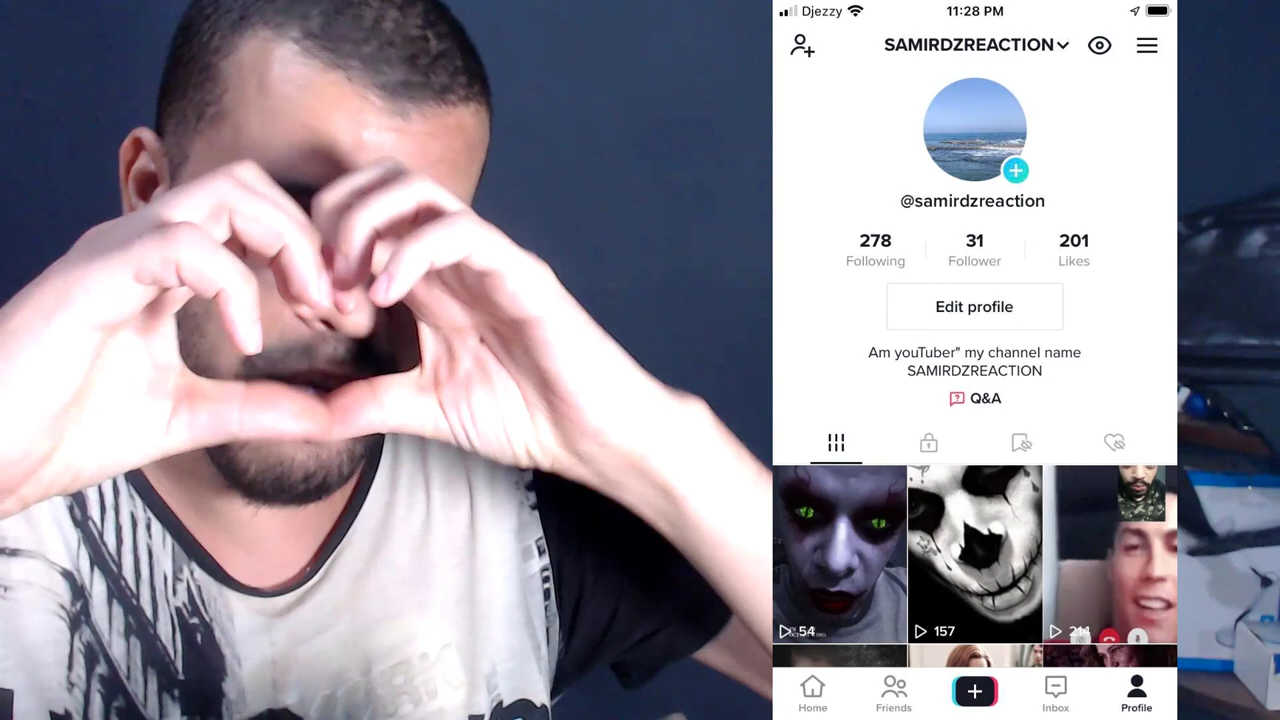 Djezzy
11:28 PM
SAMIRDZREACTION
@samirdzreaction
278
31
201
Following
Follower
Likes
Edit profile
Am youTuber" my channel name
SAMIRDZREACTION
Q&A
54
157
214
Home
Friends
Inbox
Profile